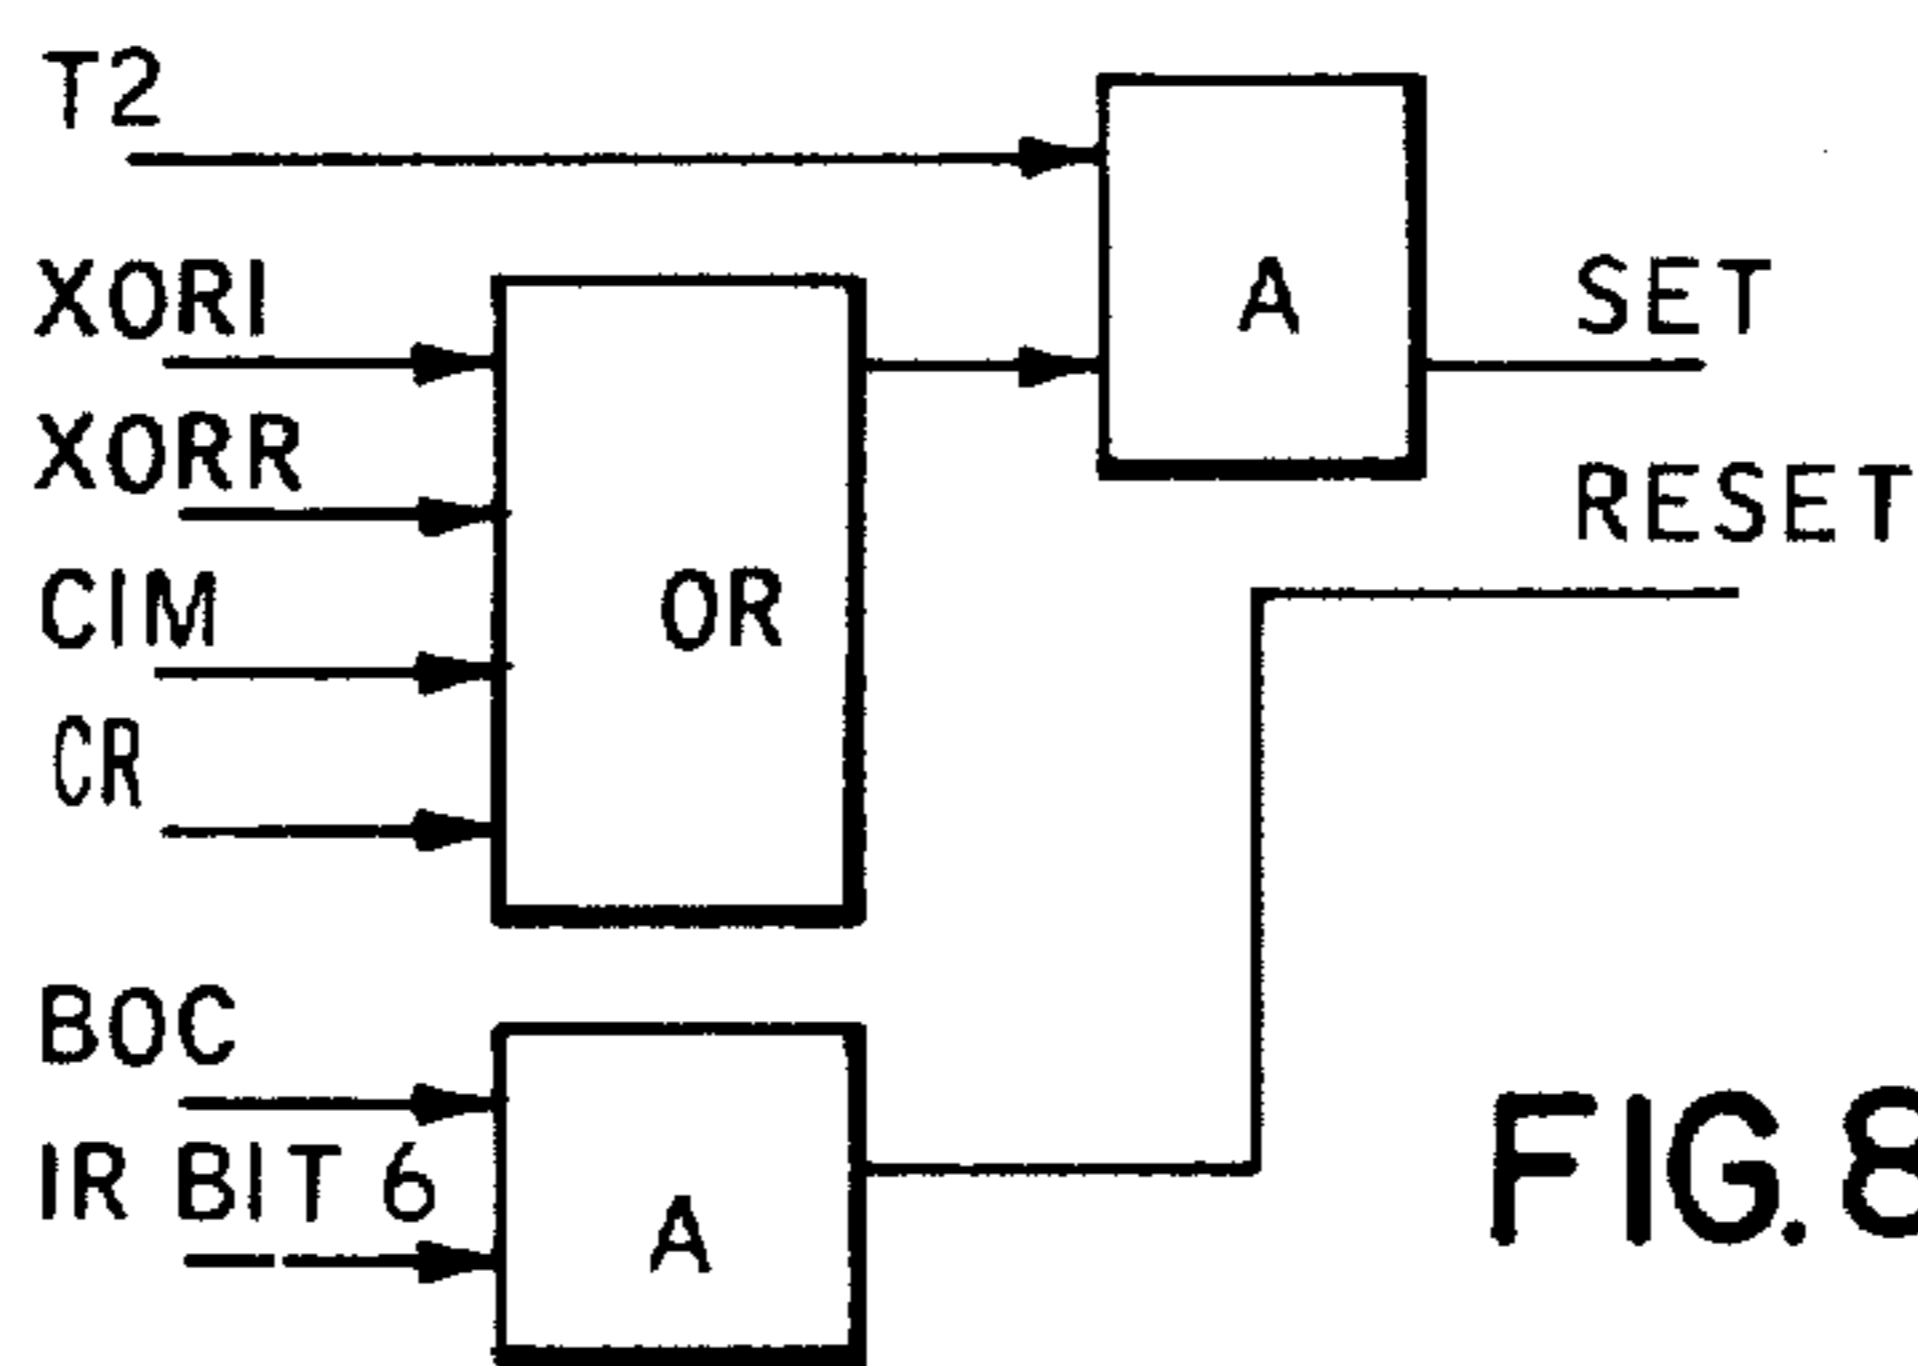 T2
XORI
XORR
CIM
CR
OR
A
SET
RESET
BOC
IR BIT 6
A
FIG.8